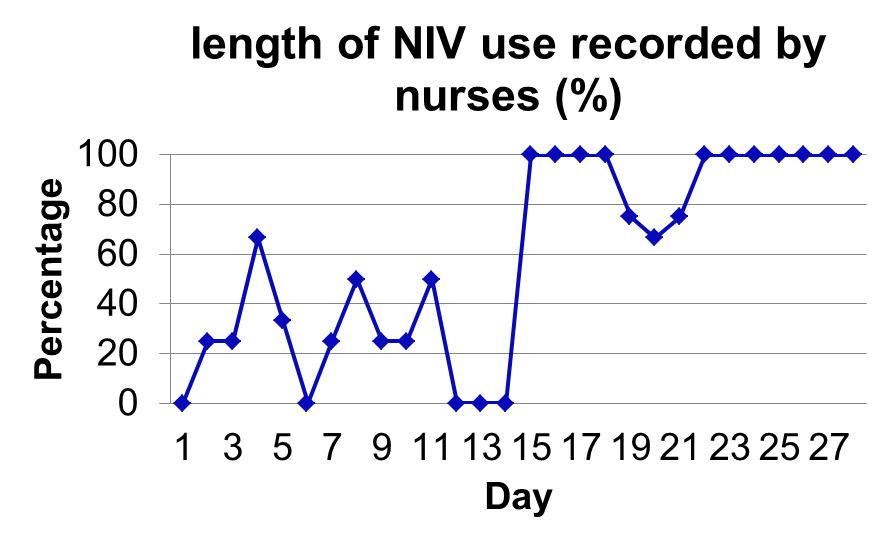 length of NIV use recorded by
nurses (%)
Percentage
100
80
60
40
20
0
1 3 5 7 9 11 13 15 17 19 21 23 25 27
Day